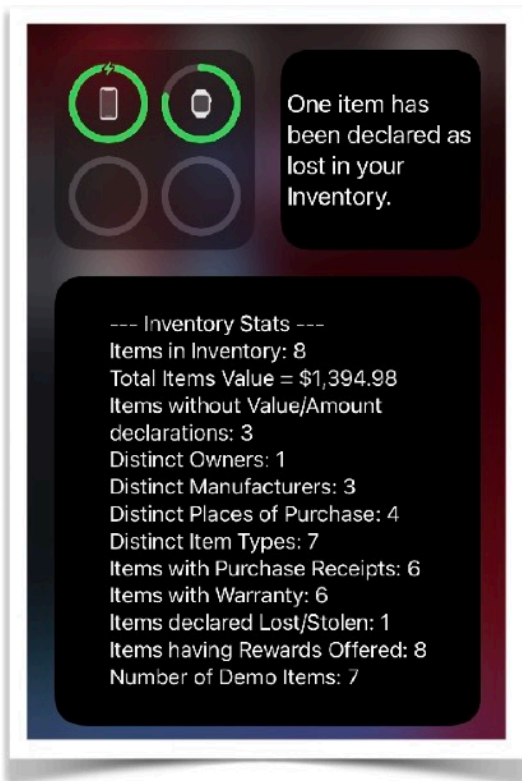 One item has
been declared as
lost in your
Inventory.
--- Inventory Stats ---
Items in Inventory: 8
Total Items Value = $1,394.98
Items without Value/Amount
declarations: 3
Distinct Owners: 1
Distinct Manufacturers: 3
Distinct Places of Purchase: 4
Distinct Item Types: 7
Items with Purchase Receipts: 6
Items with Warranty: 6
Items declared Lost/Stolen: 1
Items having Rewards Offered: 8
Number of Demo Items: 7